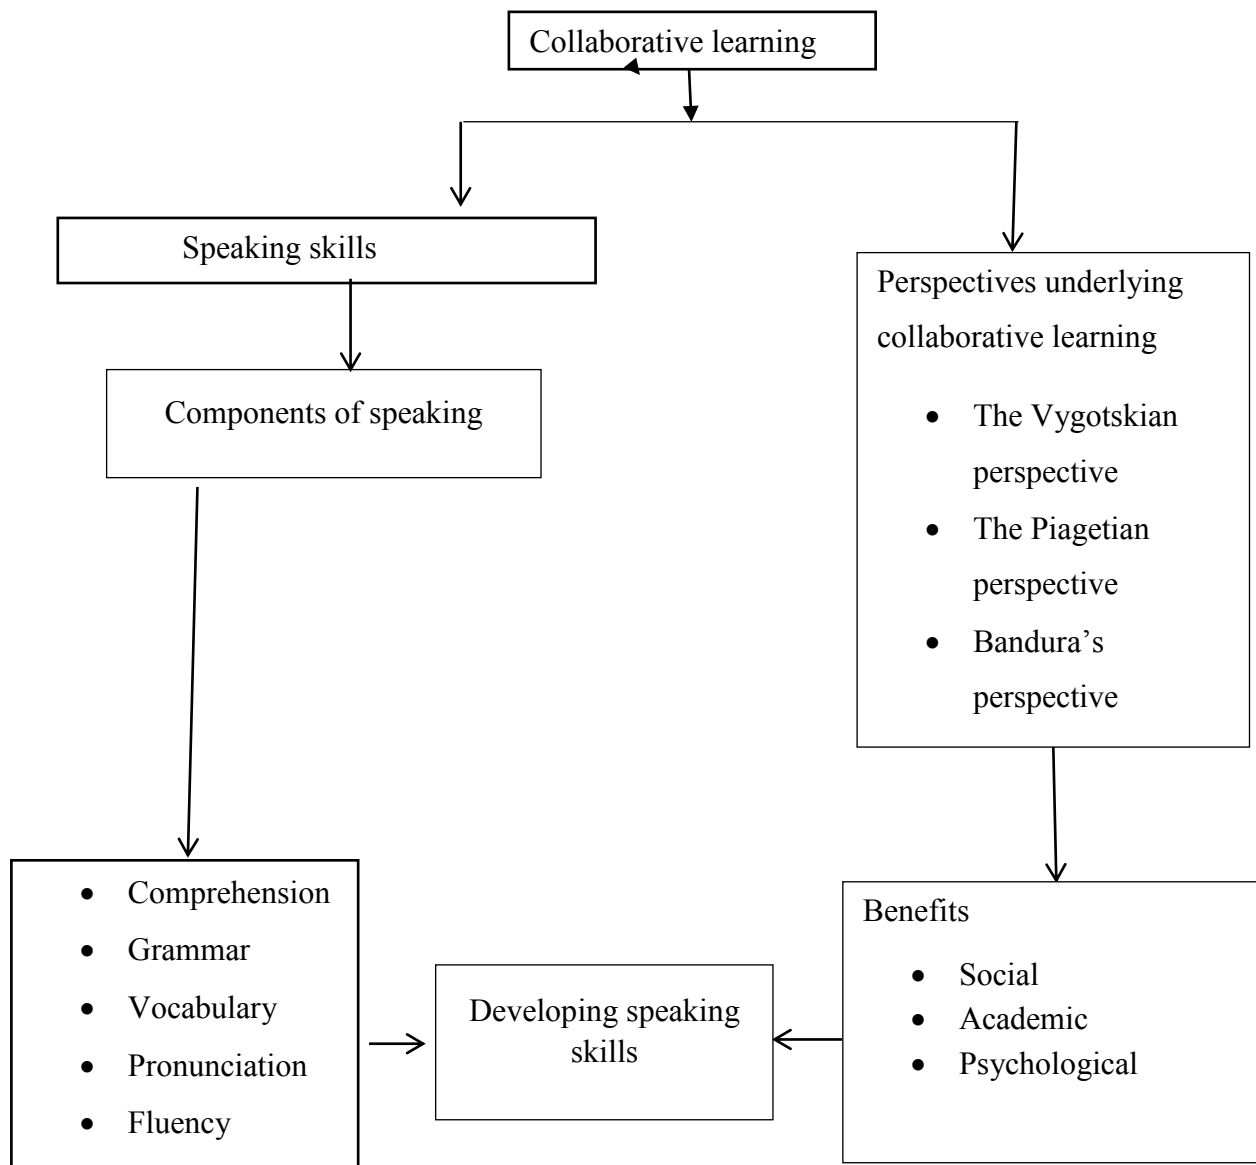 Collaborative learning
Speaking skills
Perspectives underlying
collaborative learning
• The Vygotskian
perspective
• The Piagetian
perspective
• Bandura’s
perspective
Components of speaking
• Comprehension
• Grammar
• Vocabulary
• Pronunciation
• Fluency
Developing speaking
skills
Benefits
• Social
• Academic
• Psychological